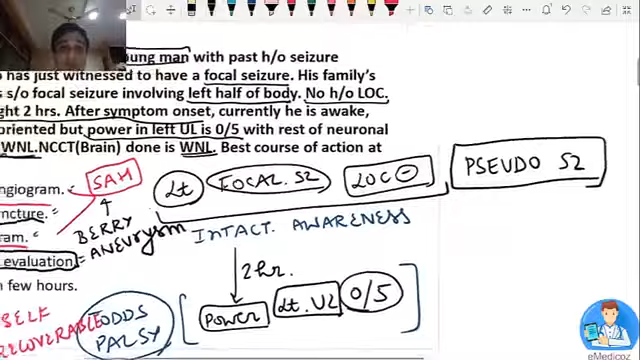 ung man with past h/o seizure
has just witnessed to have a focal seizure. His family's
s/o focal seizure involving left half of body. No h/o LOC.
ght 2 hrs. After symptom onset, currently he is awake,
oriented but power in left UL is 0/5 with rest of neuronal
WNL.NCCT(Brain) done is WNL. Best course of action at
ngiogram.
SAH
Lt
FOCAL. SZ
LOC ⊖
PSEUDO SZ
ncture. =
ram.
BERRY
ANEURYSM
INTACT. AWARENESS
evaluation. =
n few hours.
2 hr.
POWER
Lt. UL
0/5
SELF
RECOVERABLE
TODDS
PALSY
eMedicoz